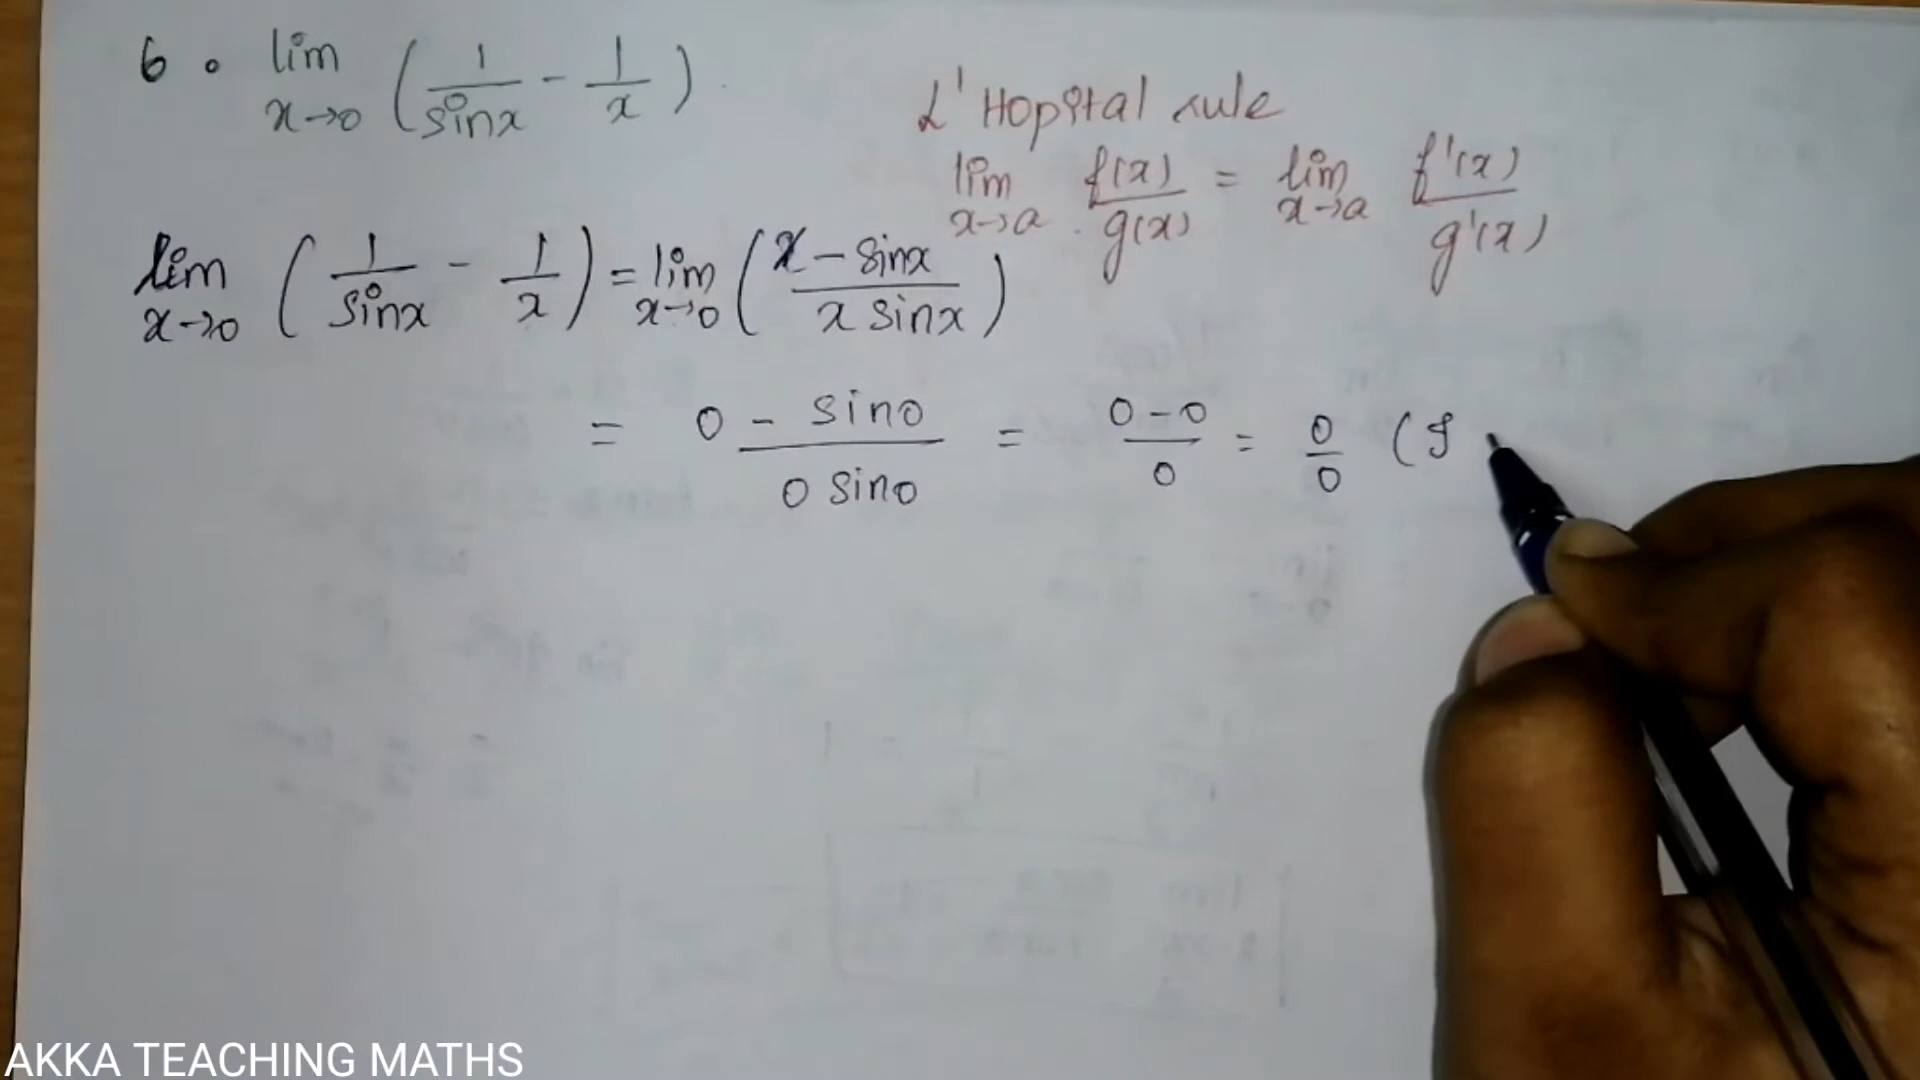 6. lim x→0 (1/sinx - 1/x)
L'Hopital rule
lim x→a f(x)/g(x) = lim x→a f'(x)/g'(x)
lim x→0 (1/sinx - 1/x) = lim x→0 (x - sinx / x sinx)
= 0 - sin0 / 0 sin0 = 0-0 / 0 = 0/0 (I
AKKA TEACHING MATHS